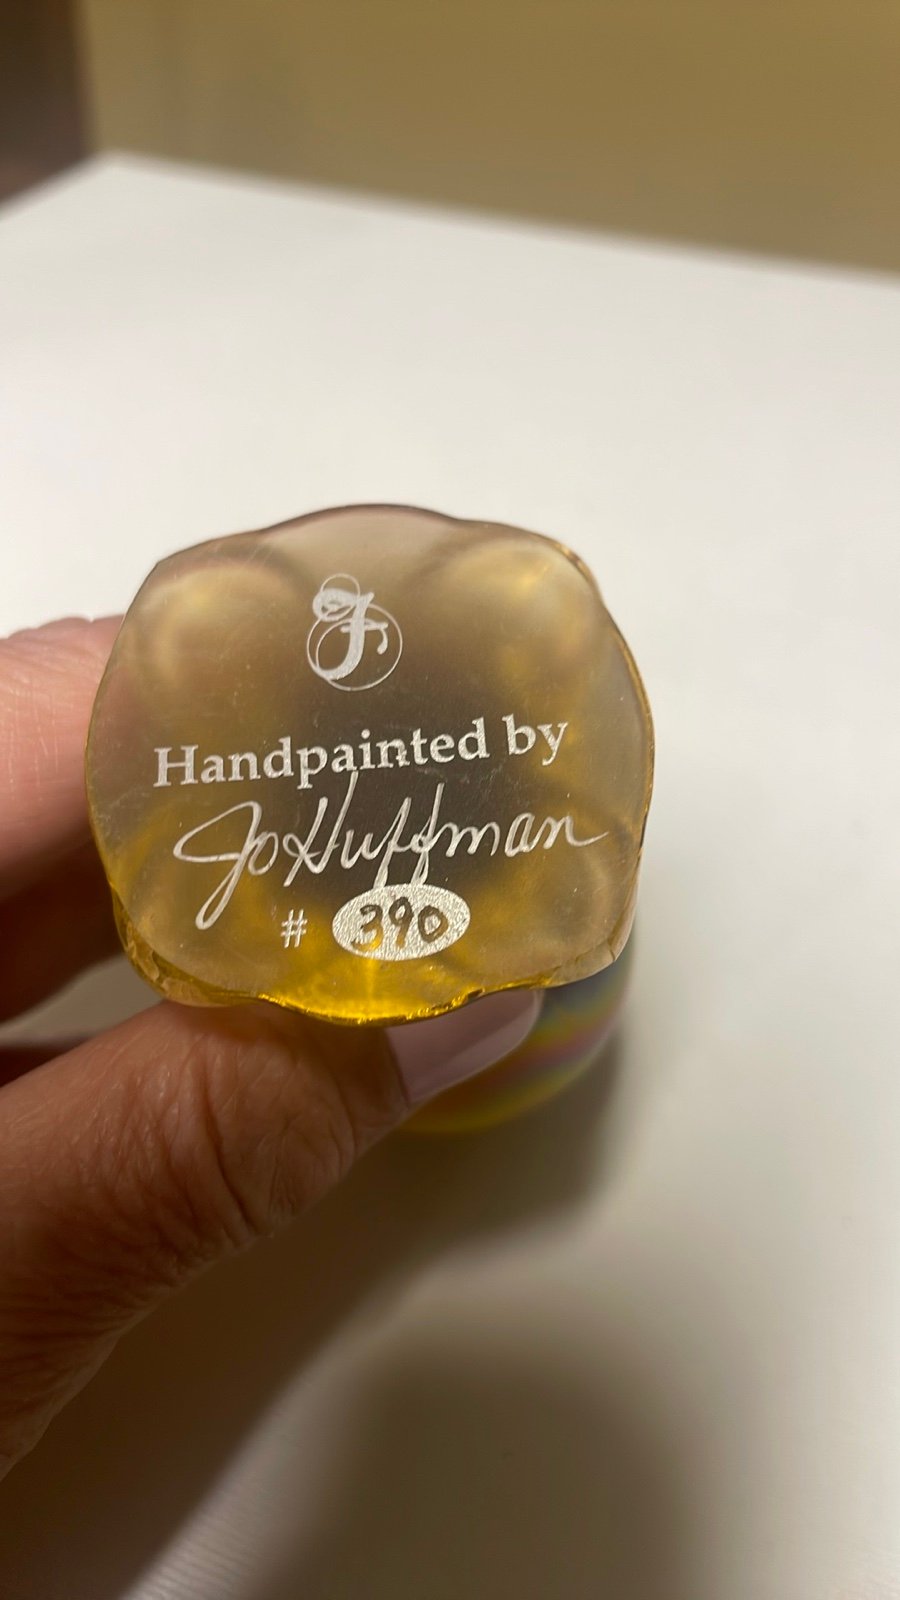 F
Handpainted by
Jo Huffman
# 390